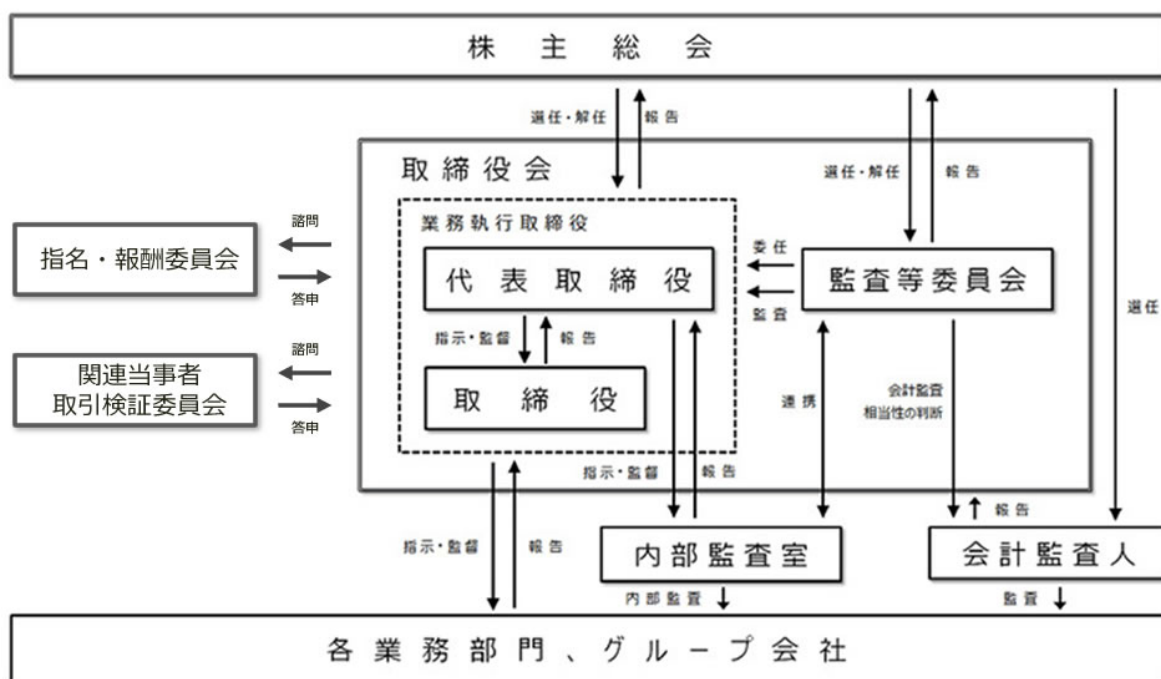 株主総会
選任・解任
報告
取締役会
選任・解任
報告
業務執行取締役
諮問
指名・報酬委員会
答申
代表取締役
委任
監査
監査等委員会
選任
指示・監督
報告
諮問
関連当事者
取引検証委員会
答申
取締役
連携
会計監査
相当性の判断
指示・監督
報告
報告
指示・監督
報告
内部監査室
会計監査人
内部監査
監査
各業務部門、グループ会社